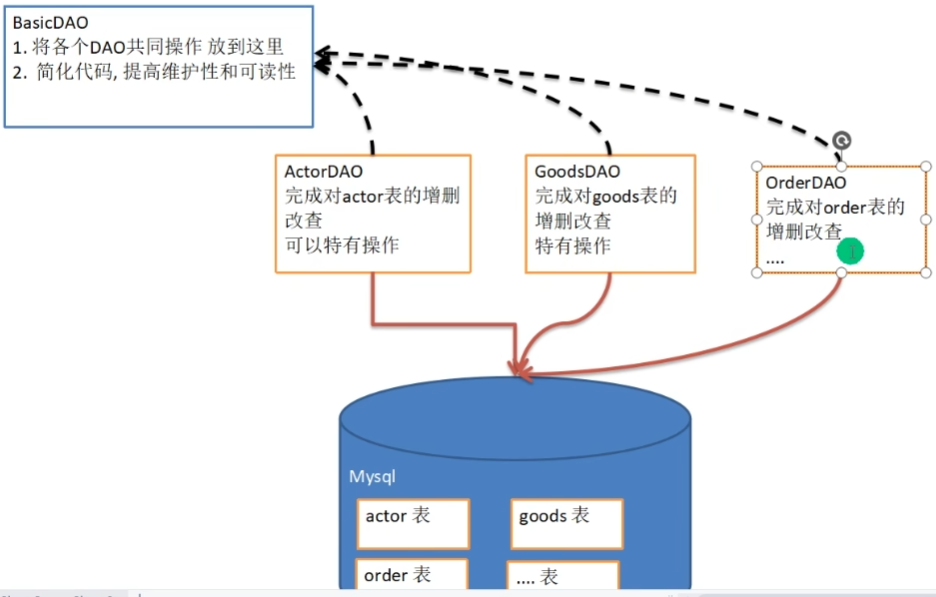 BasicDAO
1. 将各个DAO共同操作 放到这里
2. 简化代码, 提高维护性和可读性
ActorDAO
完成对actor表的增删
改查
可以特有操作
GoodsDAO
完成对goods表的
增删改查
特有操作
OrderDAO
完成对order表的
增删改查
....
Mysql
actor 表
goods 表
order 表
.... 表